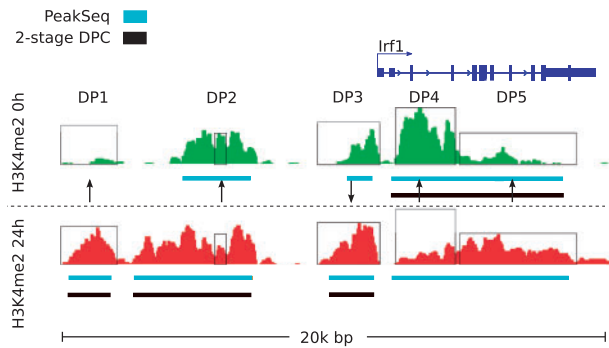 PeakSeq
2-stage DPC
Irf1
DP1 DP2 DP3 DP4 DP5
H3K4me2 0h
H3K4me2 24h
20k bp